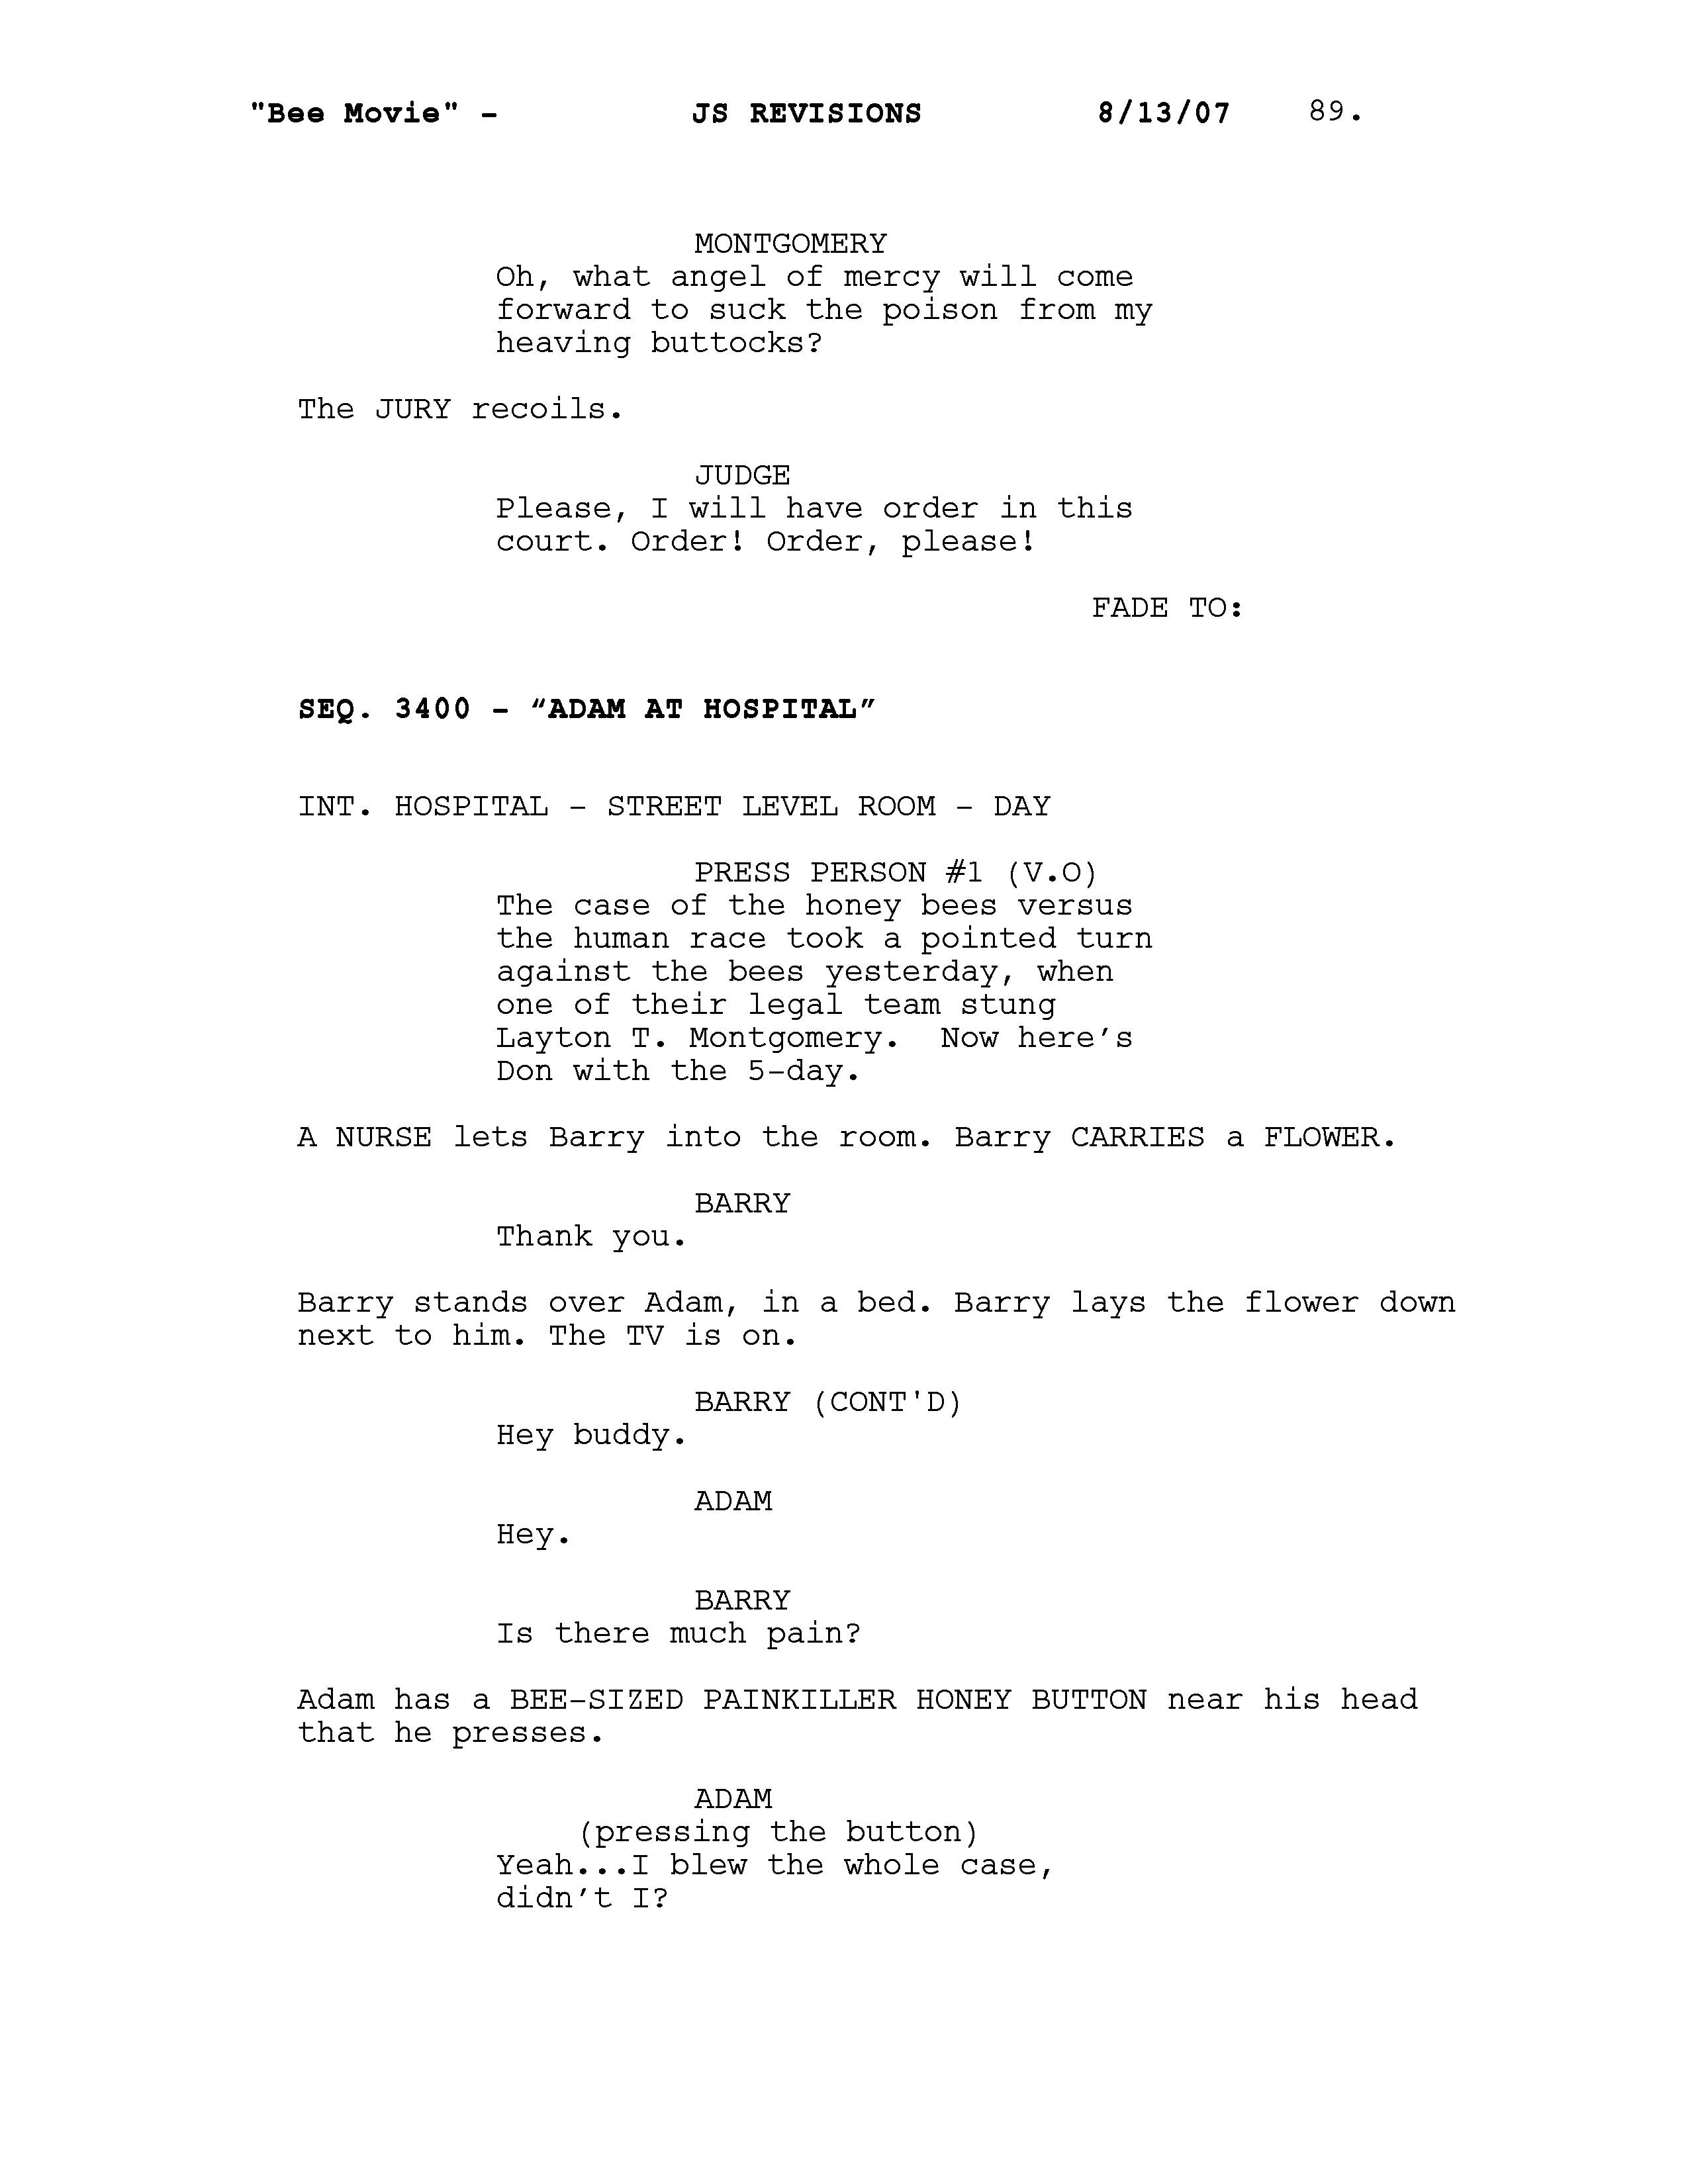 "Bee Movie" - JS REVISIONS 8/13/07 89.
MONTGOMERY
Oh, what angel of mercy will come
forward to suck the poison from my
heaving buttocks?
The JURY recoils.
JUDGE
Please, I will have order in this
court. Order! Order, please!
FADE TO:
SEQ. 3400 - “ADAM AT HOSPITAL”
INT. HOSPITAL - STREET LEVEL ROOM - DAY
PRESS PERSON #1 (V.O)
The case of the honey bees versus
the human race took a pointed turn
against the bees yesterday, when
one of their legal team stung
Layton T. Montgomery.  Now here’s
Don with the 5-day.
A NURSE lets Barry into the room. Barry CARRIES a FLOWER.
BARRY
Thank you.
Barry stands over Adam, in a bed. Barry lays the flower down
next to him. The TV is on.
BARRY (CONT'D)
Hey buddy.
ADAM
Hey.
BARRY
Is there much pain?
Adam has a BEE-SIZED PAINKILLER HONEY BUTTON near his head
that he presses.
ADAM
(pressing the button)
Yeah...I blew the whole case,
didn’t I?